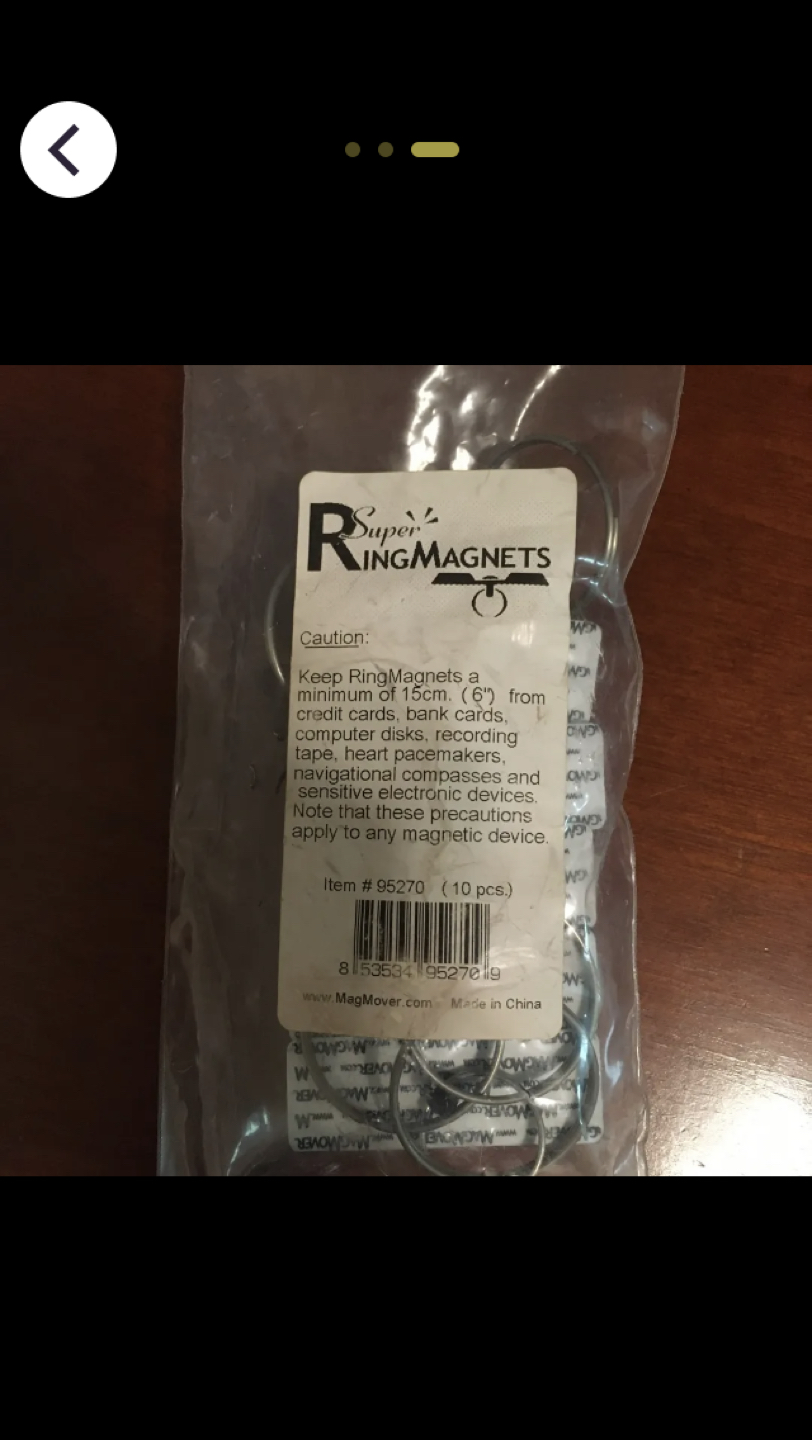 Super
RINGMAGNETS
Caution:
Keep RingMagnets a
minimum of 15cm. ( 6") from
credit cards, bank cards,
computer disks, recording
tape, heart pacemakers,
navigational compasses and
sensitive electronic devices.
Note that these precautions
apply to any magnetic device.
Item # 95270 ( 10 pcs.)
8 53534 95270 9
www.MagMover.com Made in China
MAGMOVER